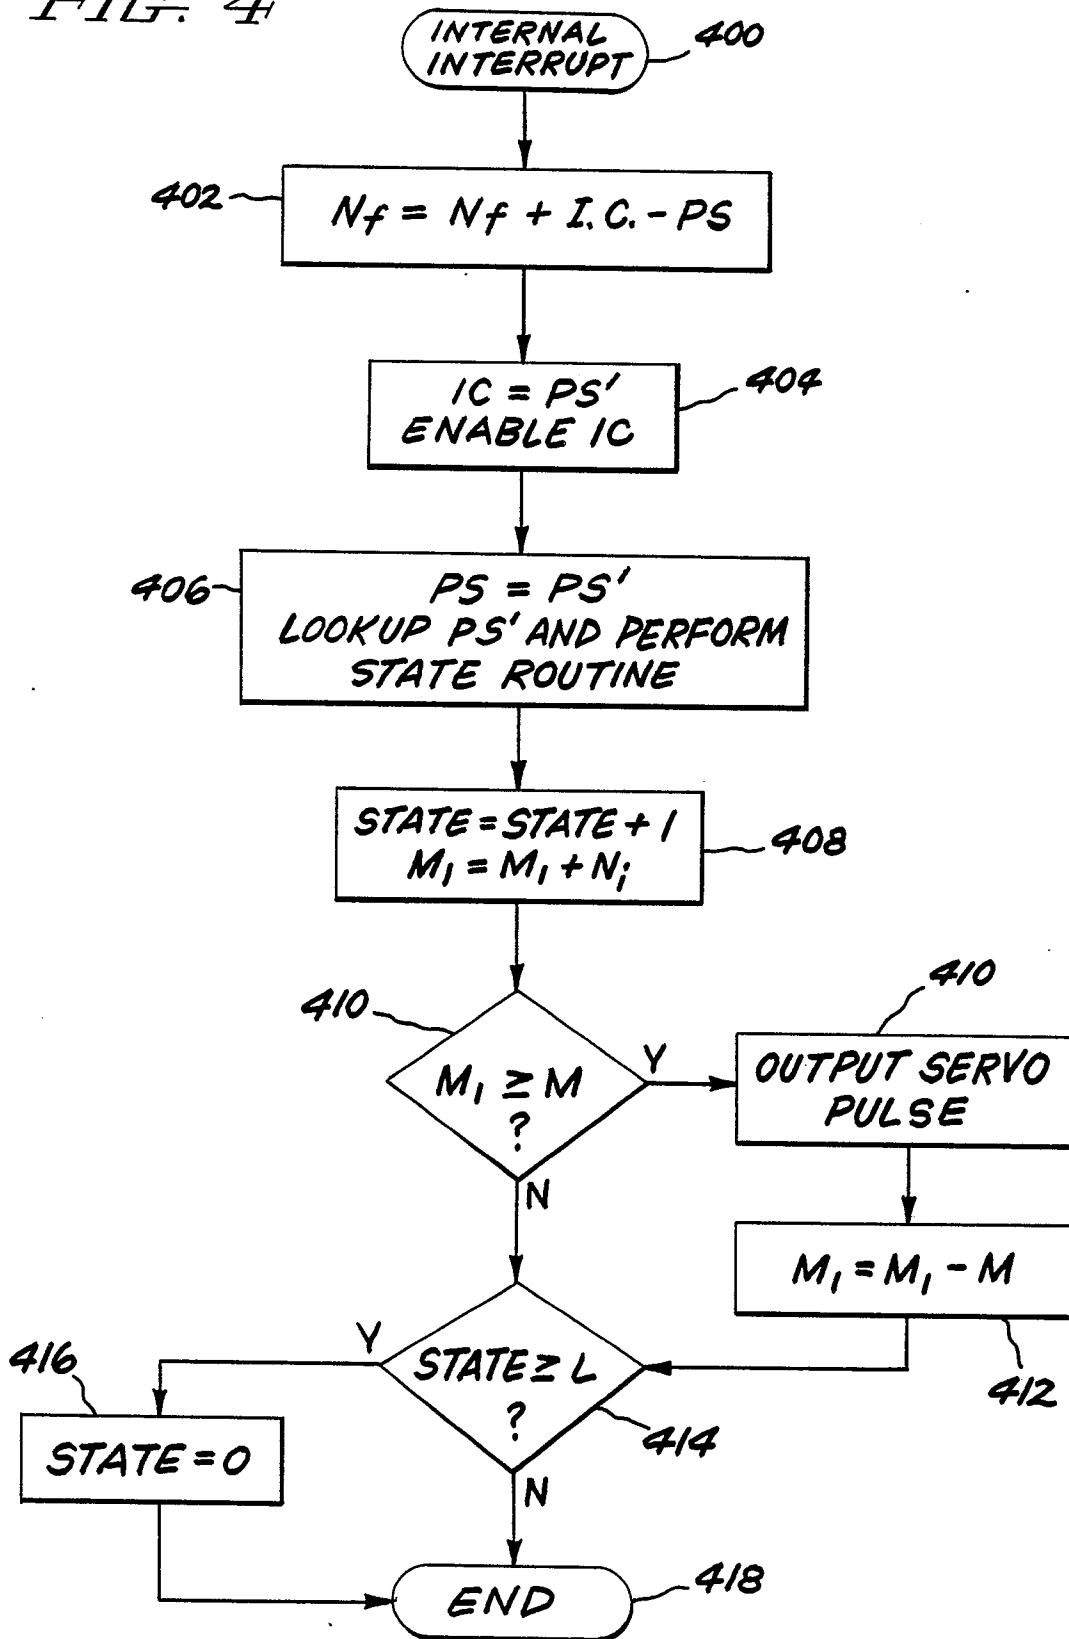 FIG. 4
INTERNAL
INTERRUPT
400
402
Nf = Nf + I.C. - PS
IC = PS'
ENABLE IC
404
406
PS = PS'
LOOKUP PS' AND PERFORM
STATE ROUTINE
STATE = STATE + 1
M₁ = M₁ + Nᵢ
408
410
M₁ ≥ M
?
Y
N
410
OUTPUT SERVO
PULSE
M₁ = M₁ - M
412
416
Y
STATE ≥ L
?
414
N
STATE = 0
END
418